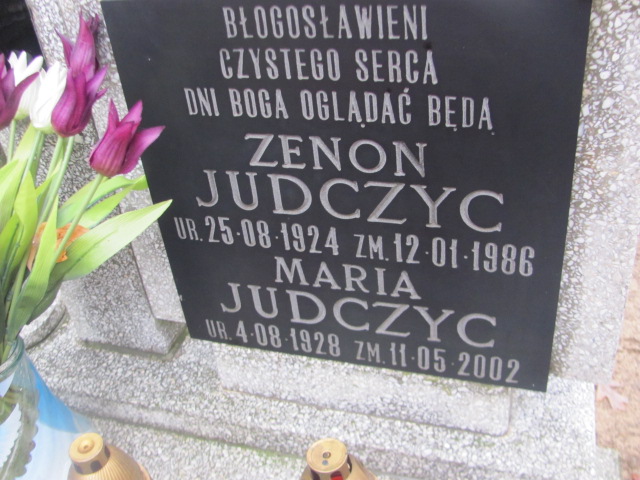 BŁOGOSŁAWIENI
CZYSTEGO SERCA
DNI BOGA OGLĄDAĆ BĘDĄ
ZENON
JUDCZYC
UR. 25·08·1924 ZM. 12·01·1986
MARIA
JUDCZYC
UR. 4·08·1928 ZM. 11·05·2002